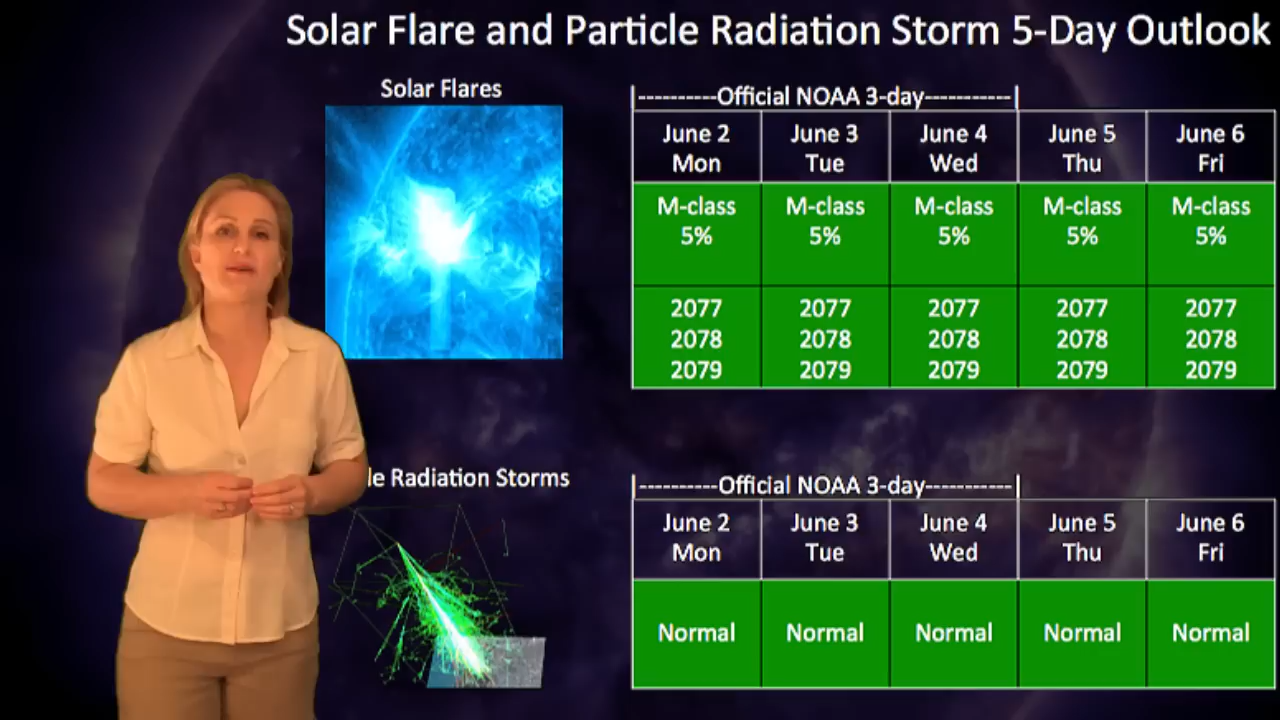 Solar Flare and Particle Radiation Storm 5-Day Outlook
Solar Flares
|----------Official NOAA 3-day-----------|
June 2 June 3 June 4 June 5 June 6
Mon Tue Wed Thu Fri
M-class M-class M-class M-class M-class
5% 5% 5% 5% 5%
2077 2077 2077 2077 2077
2078 2078 2078 2078 2078
2079 2079 2079 2079 2079
le Radiation Storms
|----------Official NOAA 3-day-----------|
June 2 June 3 June 4 June 5 June 6
Mon Tue Wed Thu Fri
Normal Normal Normal Normal Normal